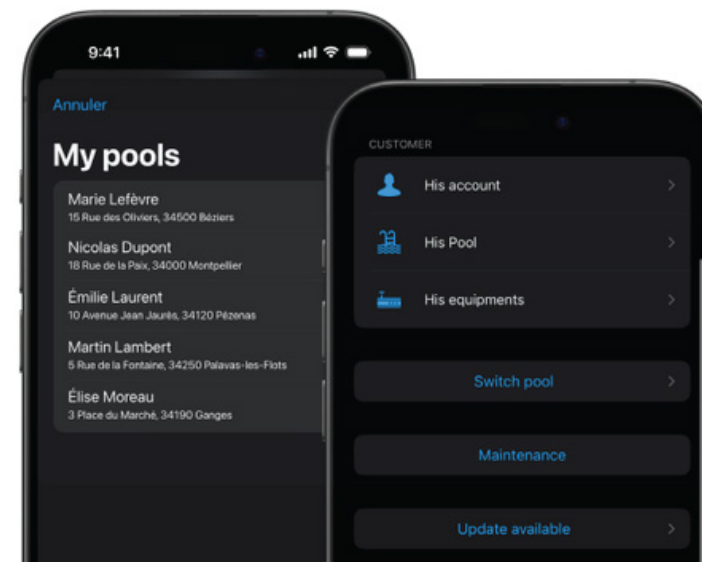 9:41
Annuler
My pools
Marie Lefèvre
15 Rue des Oliviers, 34500 Béziers
Nicolas Dupont
18 Rue de la Paix, 34000 Montpellier
Émilie Laurent
10 Avenue Jean Jaurès, 34120 Pézenas
Martin Lambert
5 Rue de la Fontaine, 34250 Palavas-les-Flots
Élise Moreau
3 Place du Marché, 34190 Ganges
CUSTOMER
His account
His Pool
His equipments
Switch pool
Maintenance
Update available